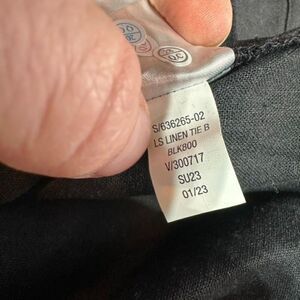 S/636265-02
LS LINEN TIE B
BLK800
V/300717
SU23
01/23